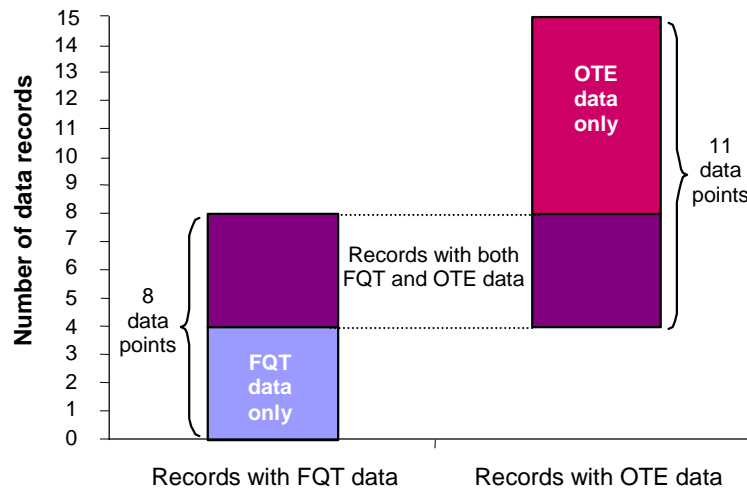 Number of data records
15
14
13
12
11
10
9
8
7
6
5
4
3
2
1
0
8
data
points
FQT
data
only
Records with both
FQT and OTE data
OTE
data
only
11
data
points
Records with FQT data
Records with OTE data